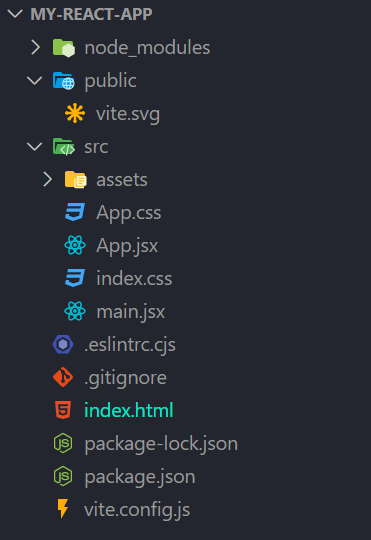 MY-REACT-APP
node_modules
public
vite.svg
src
assets
App.css
App.jsx
index.css
main.jsx
.eslintrc.cjs
.gitignore
index.html
package-lock.json
package.json
vite.config.js